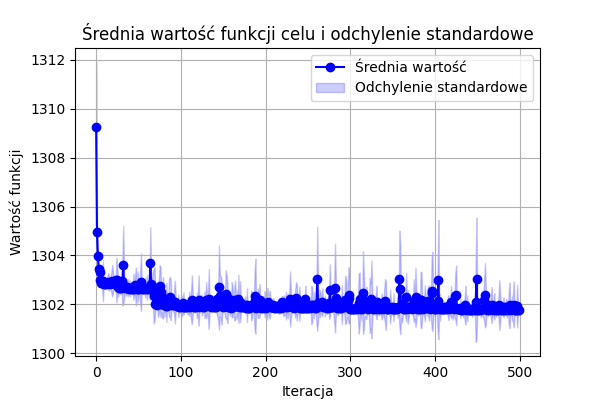 Średnia wartość funkcji celu i odchylenie standardowe
Średnia wartość
Odchylenie standardowe
Wartość funkcji
1312
1310
1308
1306
1304
1302
1300
0 100 200 300 400 500
Iteracja